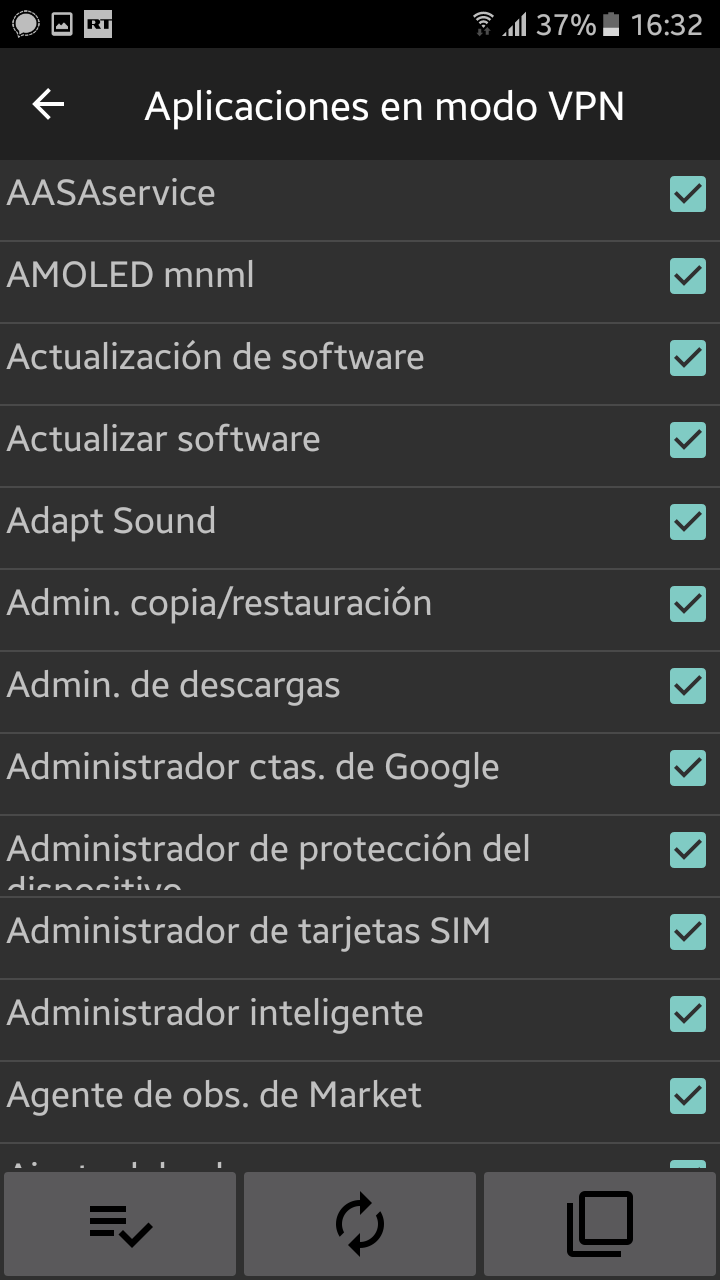 RT
37%
16:32
Aplicaciones en modo VPN
AASAservice
AMOLED mnml
Actualización de software
Actualizar software
Adapt Sound
Admin. copia/restauración
Admin. de descargas
Administrador ctas. de Google
Administrador de protección del
dispositivo
Administrador de tarjetas SIM
Administrador inteligente
Agente de obs. de Market